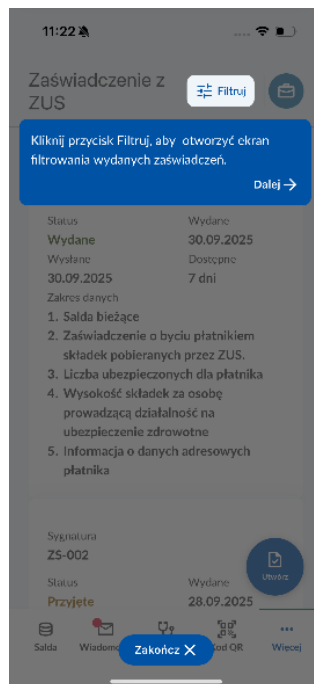 11:22
Zaświadczenie z
ZUS
Filtruj
Kliknij przycisk Filtruj, aby otworzyć ekran
filtrowania wydanych zaświadczeń.
Dalej →
Status Wydane
Wydane 30.09.2025
Wysłane Dostępne
30.09.2025 7 dni
Zakres danych
1. Salda bieżące
2. Zaświadczenie o byciu płatnikiem
składek pobieranych przez ZUS.
3. Liczba ubezpieczonych dla płatnika
4. Wysokość składek za osobę
prowadzącą działalność na
ubezpieczenie zdrowotne
5. Informacja o danych adresowych
płatnika
Sygnatura
ZS-002
Utwórz
Status Wydane
Przyjęte 28.09.2025
Salda Wiadomo Kod QR Więcej
Zakończ ✕